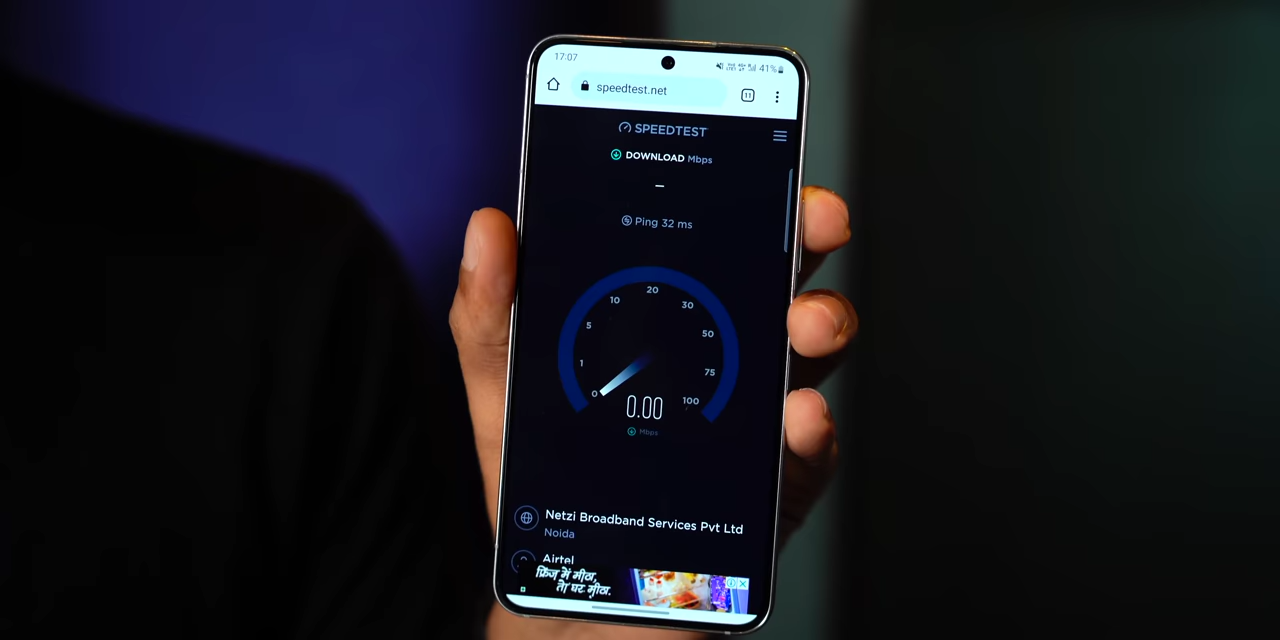 17:07
41%
speedtest.net
11
SPEEDTEST
DOWNLOAD Mbps
—
Ping 32 ms
0
1
5
10
20
30
50
75
100
0.00
Mbps
Netzi Broadband Services Pvt Ltd
Noida
Airtel
फ्रिज में मीठा,
तो घर मीठा.